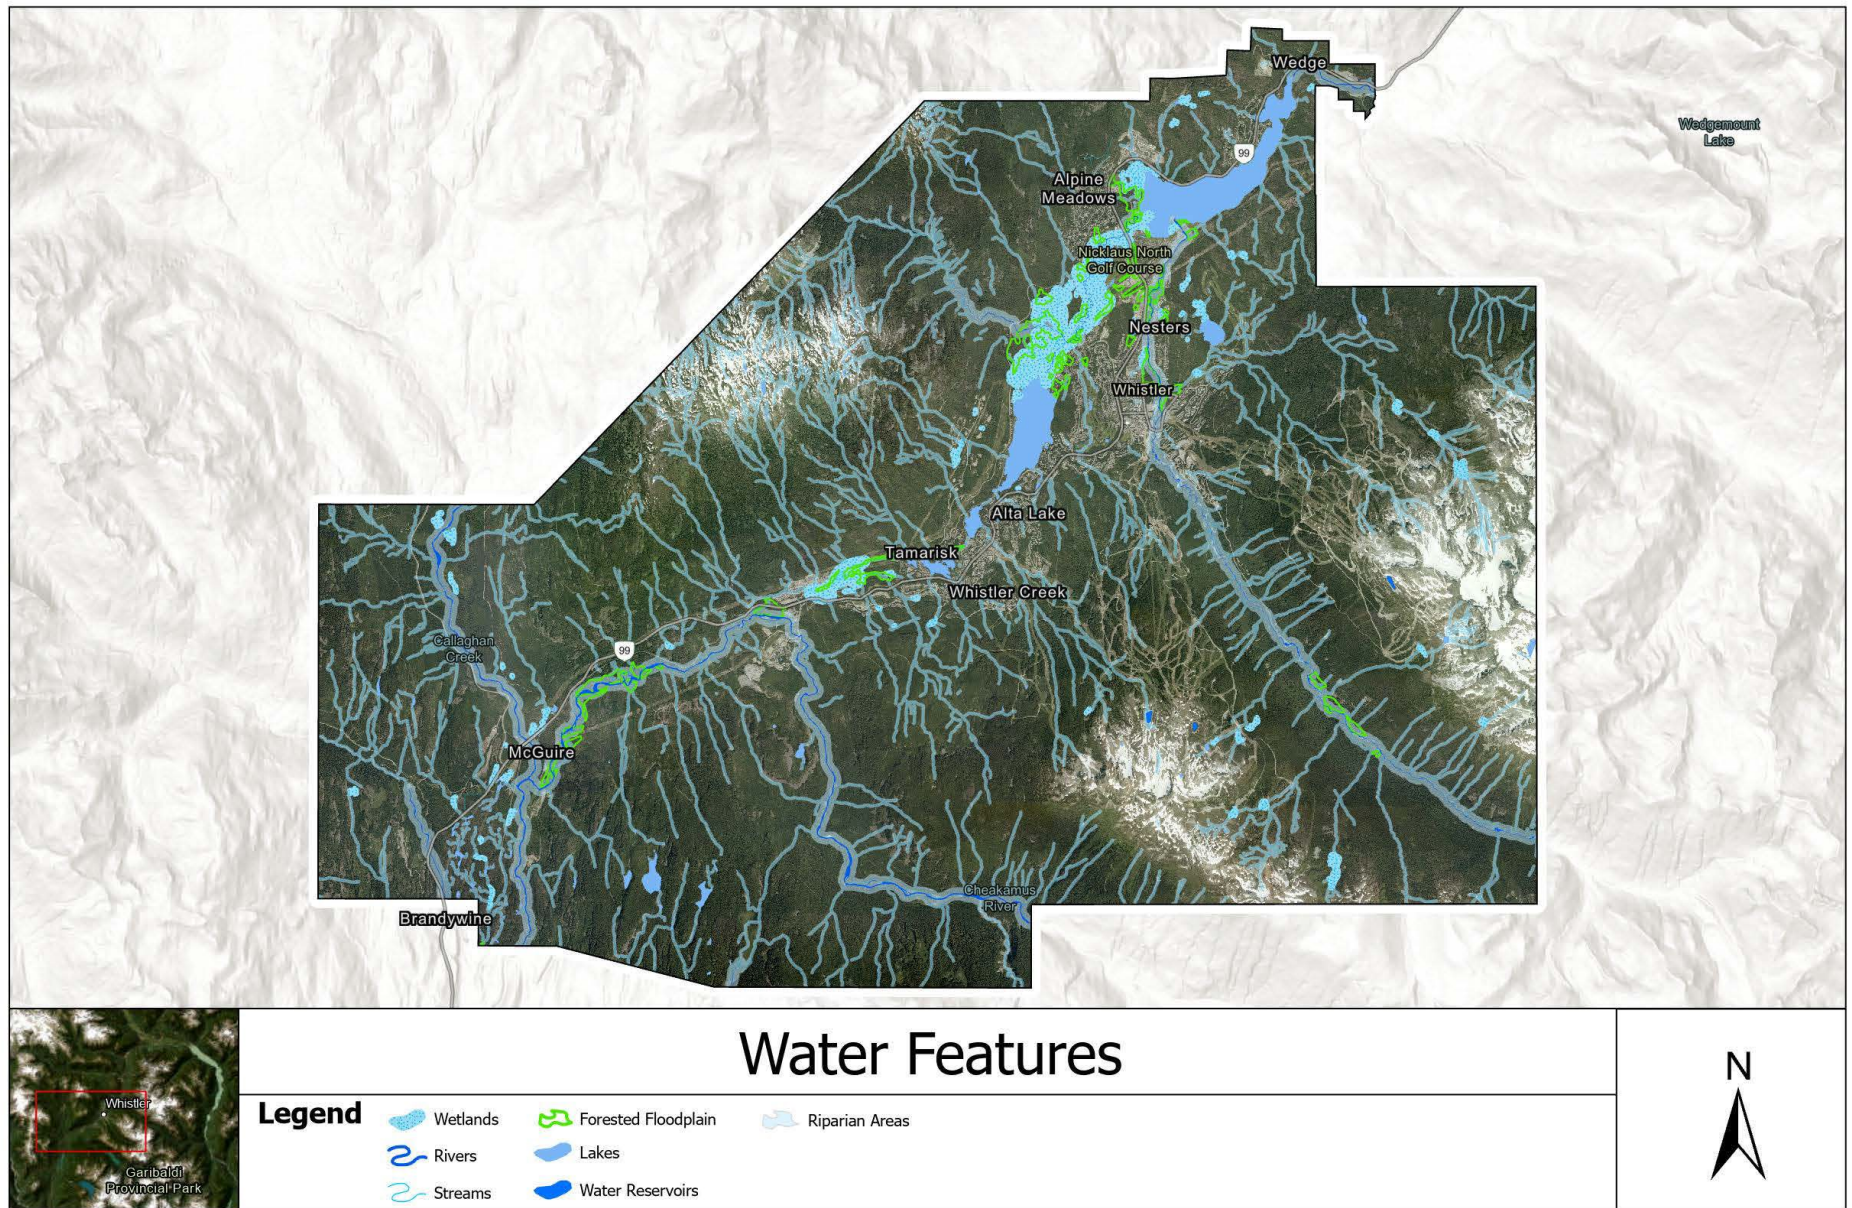 Wedge
Wedgemount
Lake
99
Alpine
Meadows
Nicklaus North
Golf Course
Nesters
Whistler
Alta Lake
Tamarisk
Whistler Creek
Callaghan
Creek
99
McGuire
Cheakamus
River
Brandywine
Water Features
Whistler
Garibaldi
Provincial Park
Legend
Wetlands
Forested Floodplain
Riparian Areas
Rivers
Lakes
Streams
Water Reservoirs
N